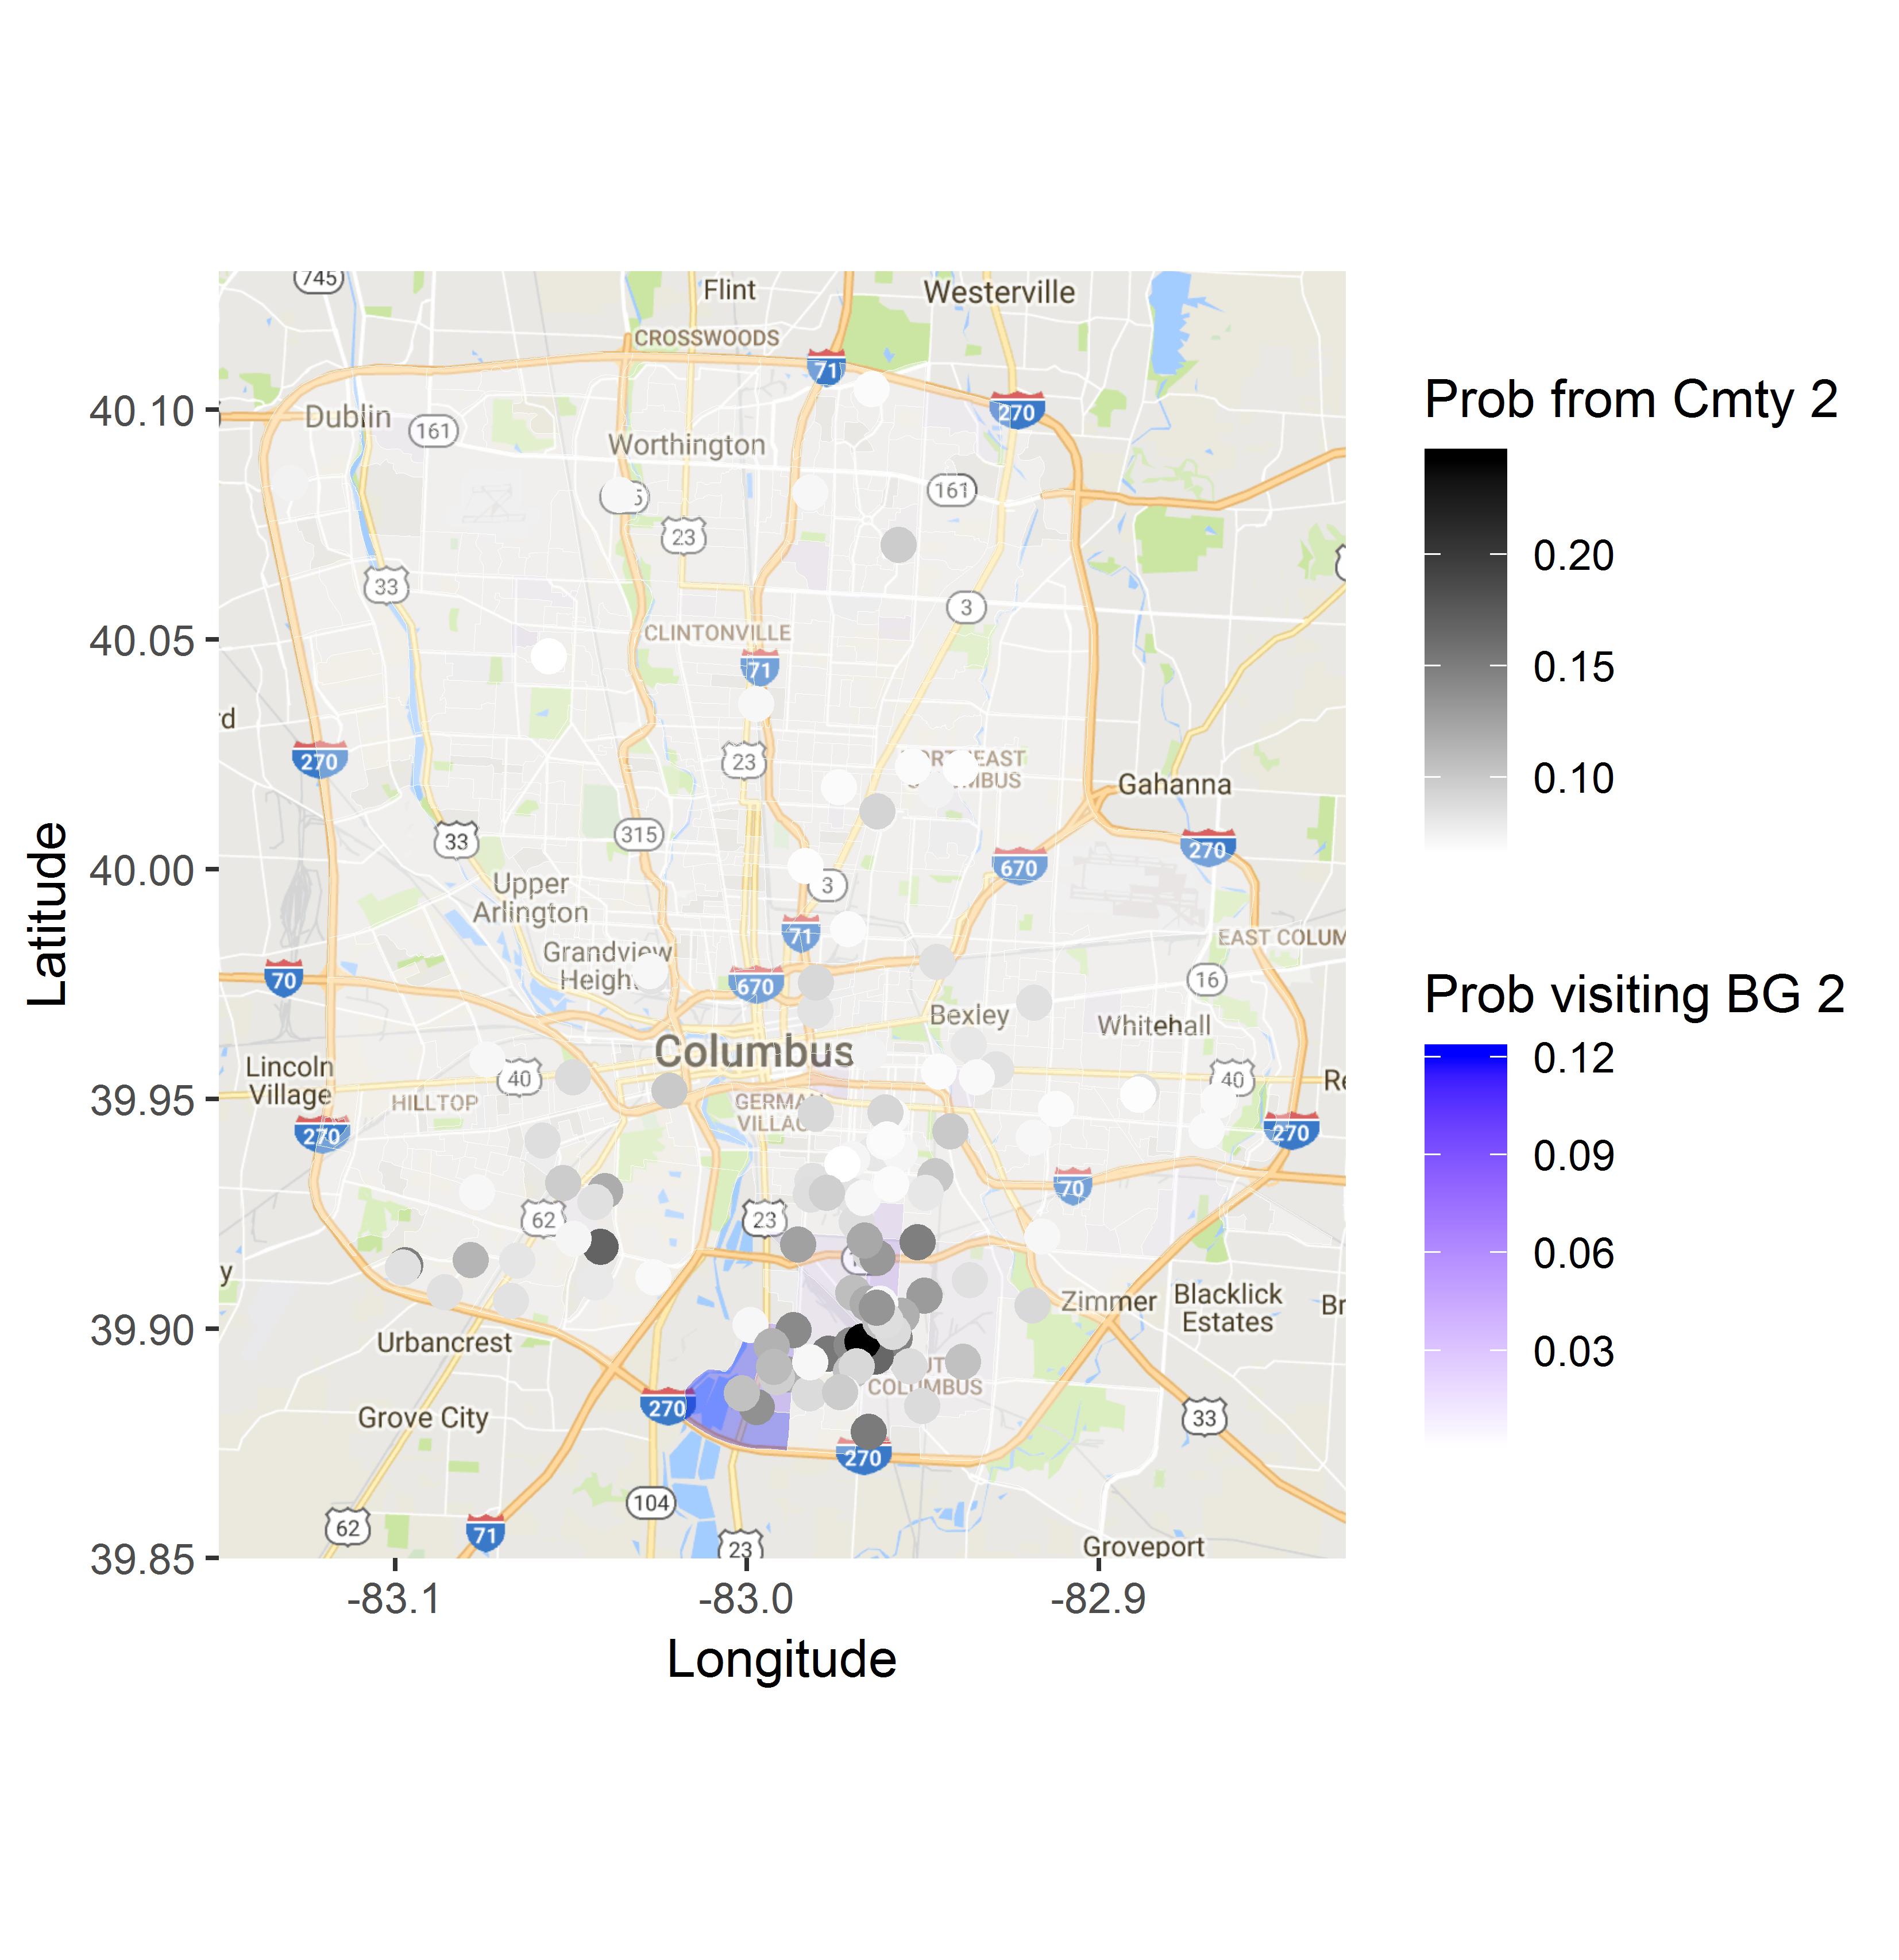 745
Flint
Westerville
CROSSWOODS
71
270
40.10
Dublin
161
Worthington
161
23
33
3
40.05
CLINTONVILLE
71
270
23
Gahanna
33
315
270
670
40.00
3
Upper
Arlington
71
EAST COLUM
Grandview
70
670
16
Bexley
Whitehall
Columbus
Lincoln
Village
40
40
39.95
HILLTOP
GERMAN
270
270
70
62
23
Zimmer
Blacklick
Estates
39.90
Urbancrest
COLUMBUS
270
Grove City
33
270
104
62
71
23
Groveport
39.85
-83.1
-83.0
-82.9
Longitude
Latitude
Prob from Cmty 2
0.20
0.15
0.10
Prob visiting BG 2
0.12
0.09
0.06
0.03